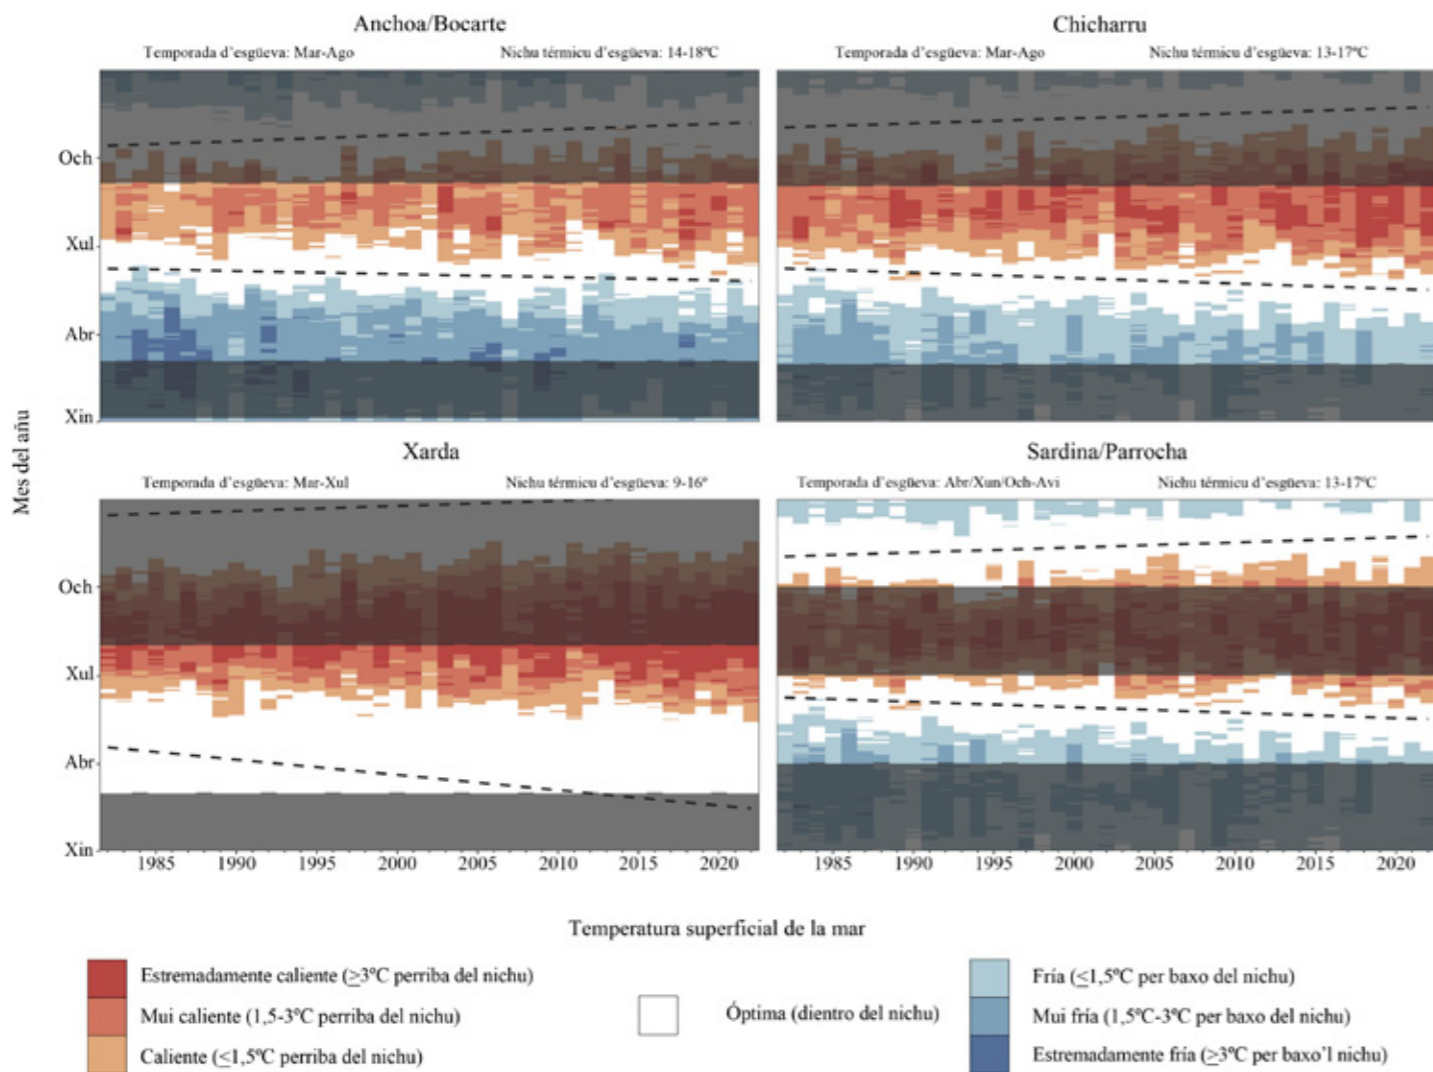 Anchoa/Bocarte
Chicharru
Temporada d'esgüeva: Mar-Ago
Nichu térmicu d'esgüeva: 14-18ºC
Temporada d'esgüeva: Mar-Ago
Nichu térmicu d'esgüeva: 13-17ºC
Och
Xul
Abr
Xin
Mes del añu
Xarda
Sardina/Parrocha
Temporada d'esgüeva: Mar-Xul
Nichu térmicu d'esgüeva: 9-16º
Temporada d'esgüeva: Abr/Xun/Och-Avi
Nichu térmicu d'esgüeva: 13-17ºC
Och
Xul
Abr
Xin
1985 1990 1995 2000 2005 2010 2015 2020
1985 1990 1995 2000 2005 2010 2015 2020
Temperatura superficial de la mar
Estremadamente caliente (≥3ºC perriba del nichu)
Mui caliente (1,5-3ºC perriba del nichu)
Caliente (≤1,5ºC perriba del nichu)
Óptima (dientro del nichu)
Fría (≤1,5ºC per baxo del nichu)
Mui fría (1,5ºC-3ºC per baxo del nichu)
Estremadamente fría (≥3ºC per baxo'l nichu)